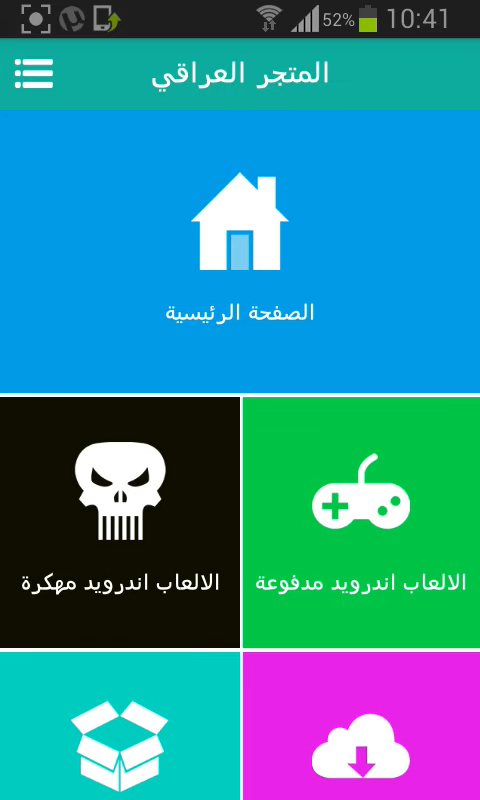 52% 10:41
المتجر العراقي
الصفحة الرئيسية
الالعاب اندرويد مهكرة
الالعاب اندرويد مدفوعة